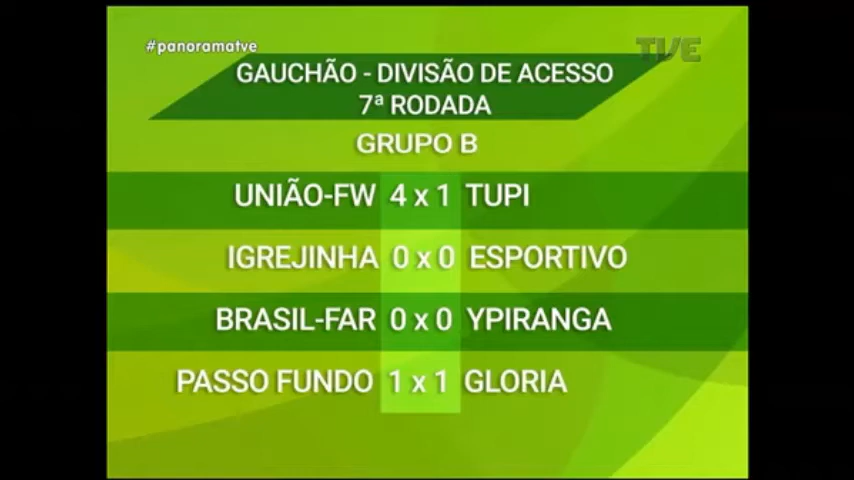 #panoramatve
TVE
GAUCHÃO - DIVISÃO DE ACESSO
7ª RODADA
GRUPO B
UNIÃO-FW 4 x 1 TUPI
IGREJINHA 0 x 0 ESPORTIVO
BRASIL-FAR 0 x 0 YPIRANGA
PASSO FUNDO 1 x 1 GLORIA